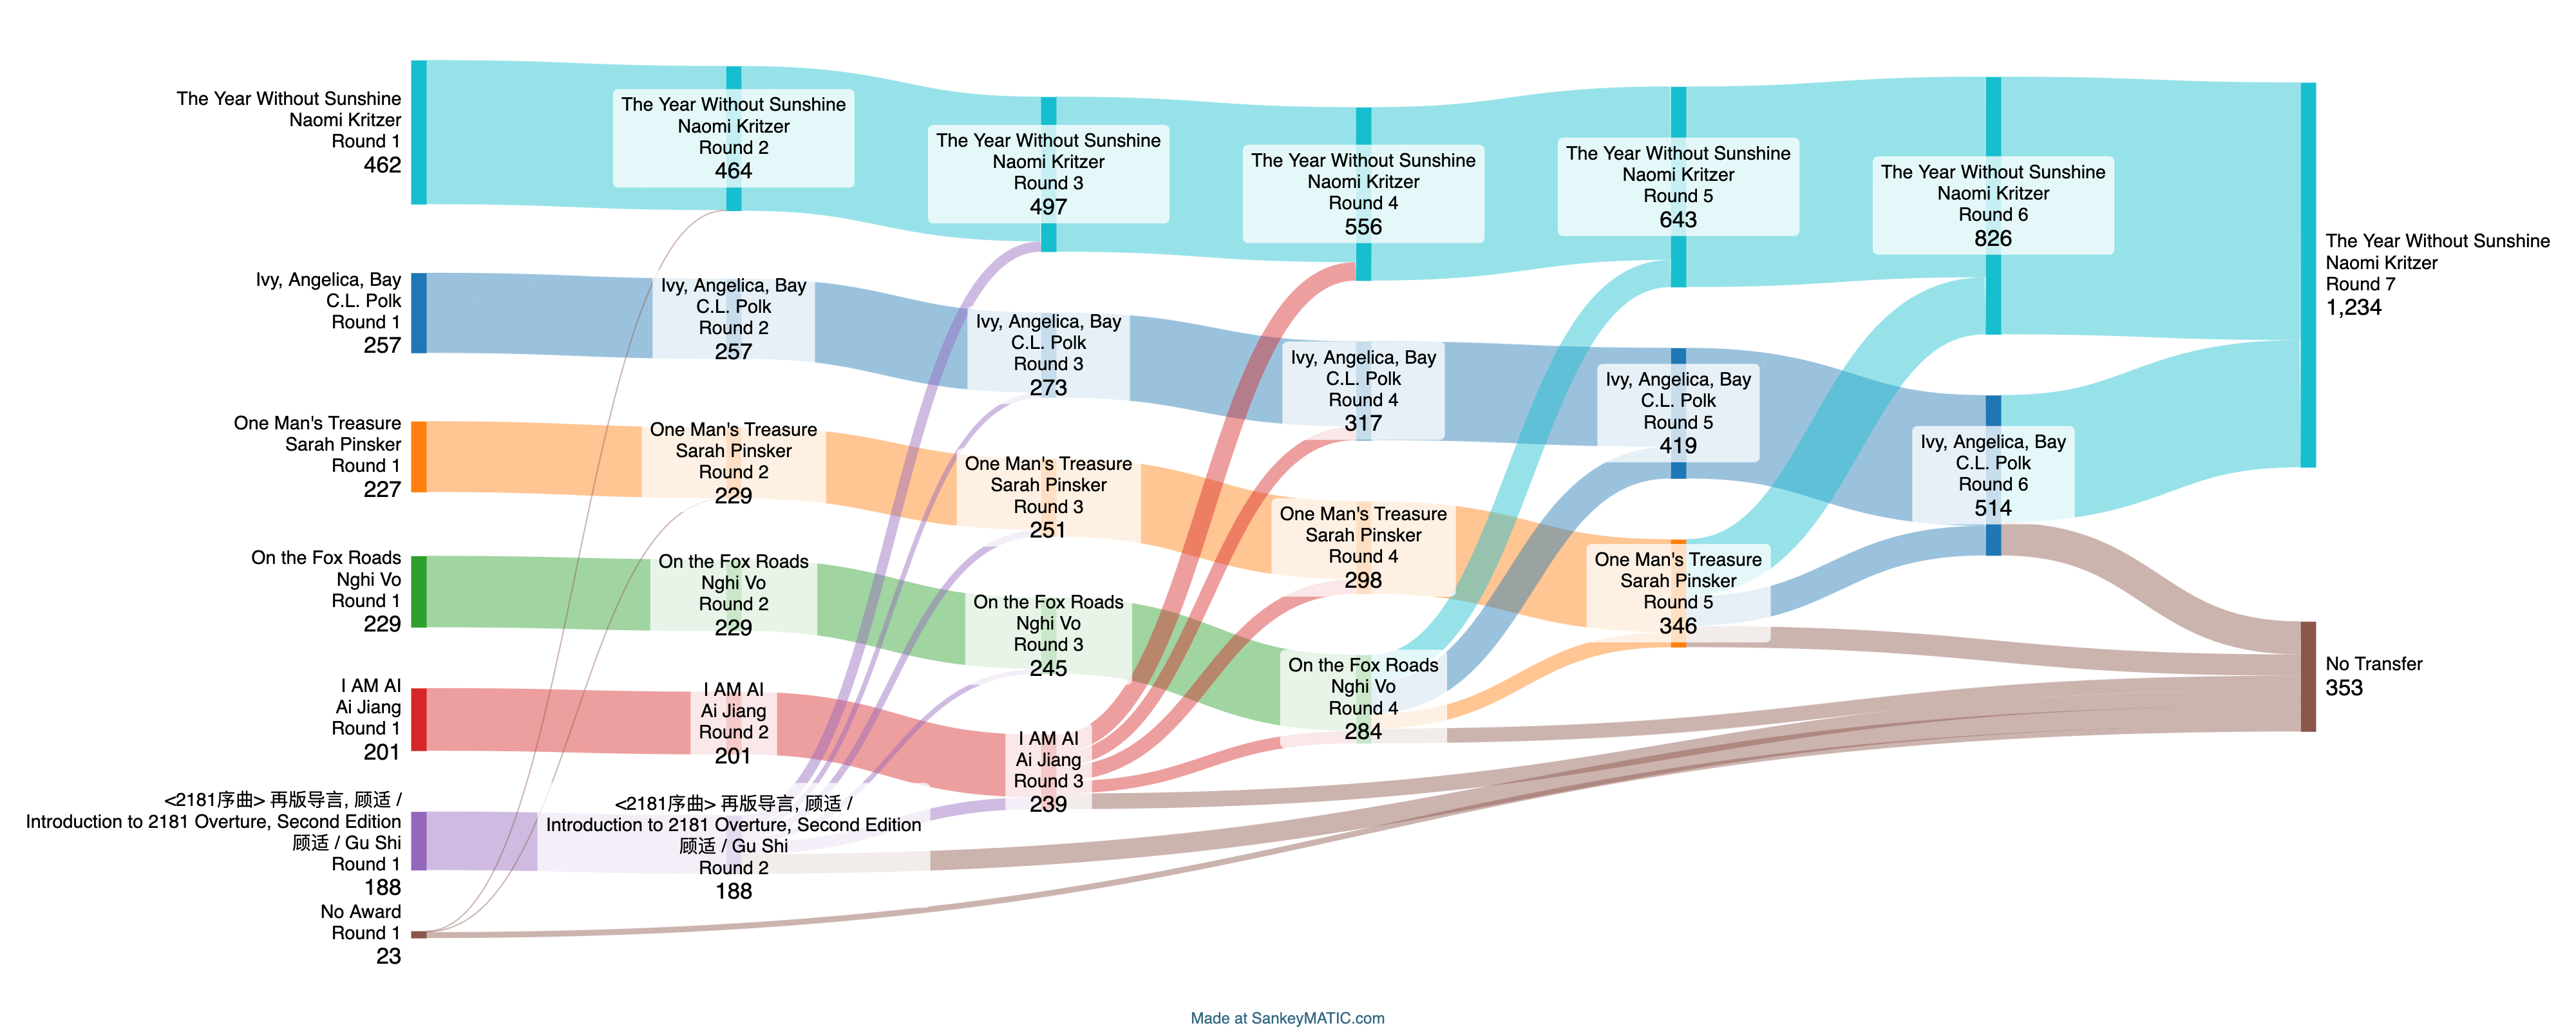 The Year Without Sunshine
Naomi Kritzer
Round 1
462
Ivy, Angelica, Bay
C.L. Polk
Round 1
257
One Man's Treasure
Sarah Pinsker
Round 1
227
On the Fox Roads
Nghi Vo
Round 1
229
I AM AI
Ai Jiang
Round 1
201
<2181序曲> 再版导言, 顾适 /
Introduction to 2181 Overture, Second Edition
顾适 / Gu Shi
Round 1
188
No Award
Round 1
23
The Year Without Sunshine
Naomi Kritzer
Round 2
464
Ivy, Angelica, Bay
C.L. Polk
Round 2
257
One Man's Treasure
Sarah Pinsker
Round 2
229
On the Fox Roads
Nghi Vo
Round 2
229
I AM AI
Ai Jiang
Round 2
201
<2181序曲> 再版导言, 顾适 /
Introduction to 2181 Overture, Second Edition
顾适 / Gu Shi
Round 2
188
The Year Without Sunshine
Naomi Kritzer
Round 3
497
Ivy, Angelica, Bay
C.L. Polk
Round 3
273
One Man's Treasure
Sarah Pinsker
Round 3
251
On the Fox Roads
Nghi Vo
Round 3
245
I AM AI
Ai Jiang
Round 3
239
The Year Without Sunshine
Naomi Kritzer
Round 4
556
Ivy, Angelica, Bay
C.L. Polk
Round 4
317
One Man's Treasure
Sarah Pinsker
Round 4
298
On the Fox Roads
Nghi Vo
Round 4
284
The Year Without Sunshine
Naomi Kritzer
Round 5
643
Ivy, Angelica, Bay
C.L. Polk
Round 5
419
One Man's Treasure
Sarah Pinsker
Round 5
346
The Year Without Sunshine
Naomi Kritzer
Round 6
826
Ivy, Angelica, Bay
C.L. Polk
Round 6
514
The Year Without Sunshine
Naomi Kritzer
Round 7
1,234
No Transfer
353
Made at SankeyMATIC.com